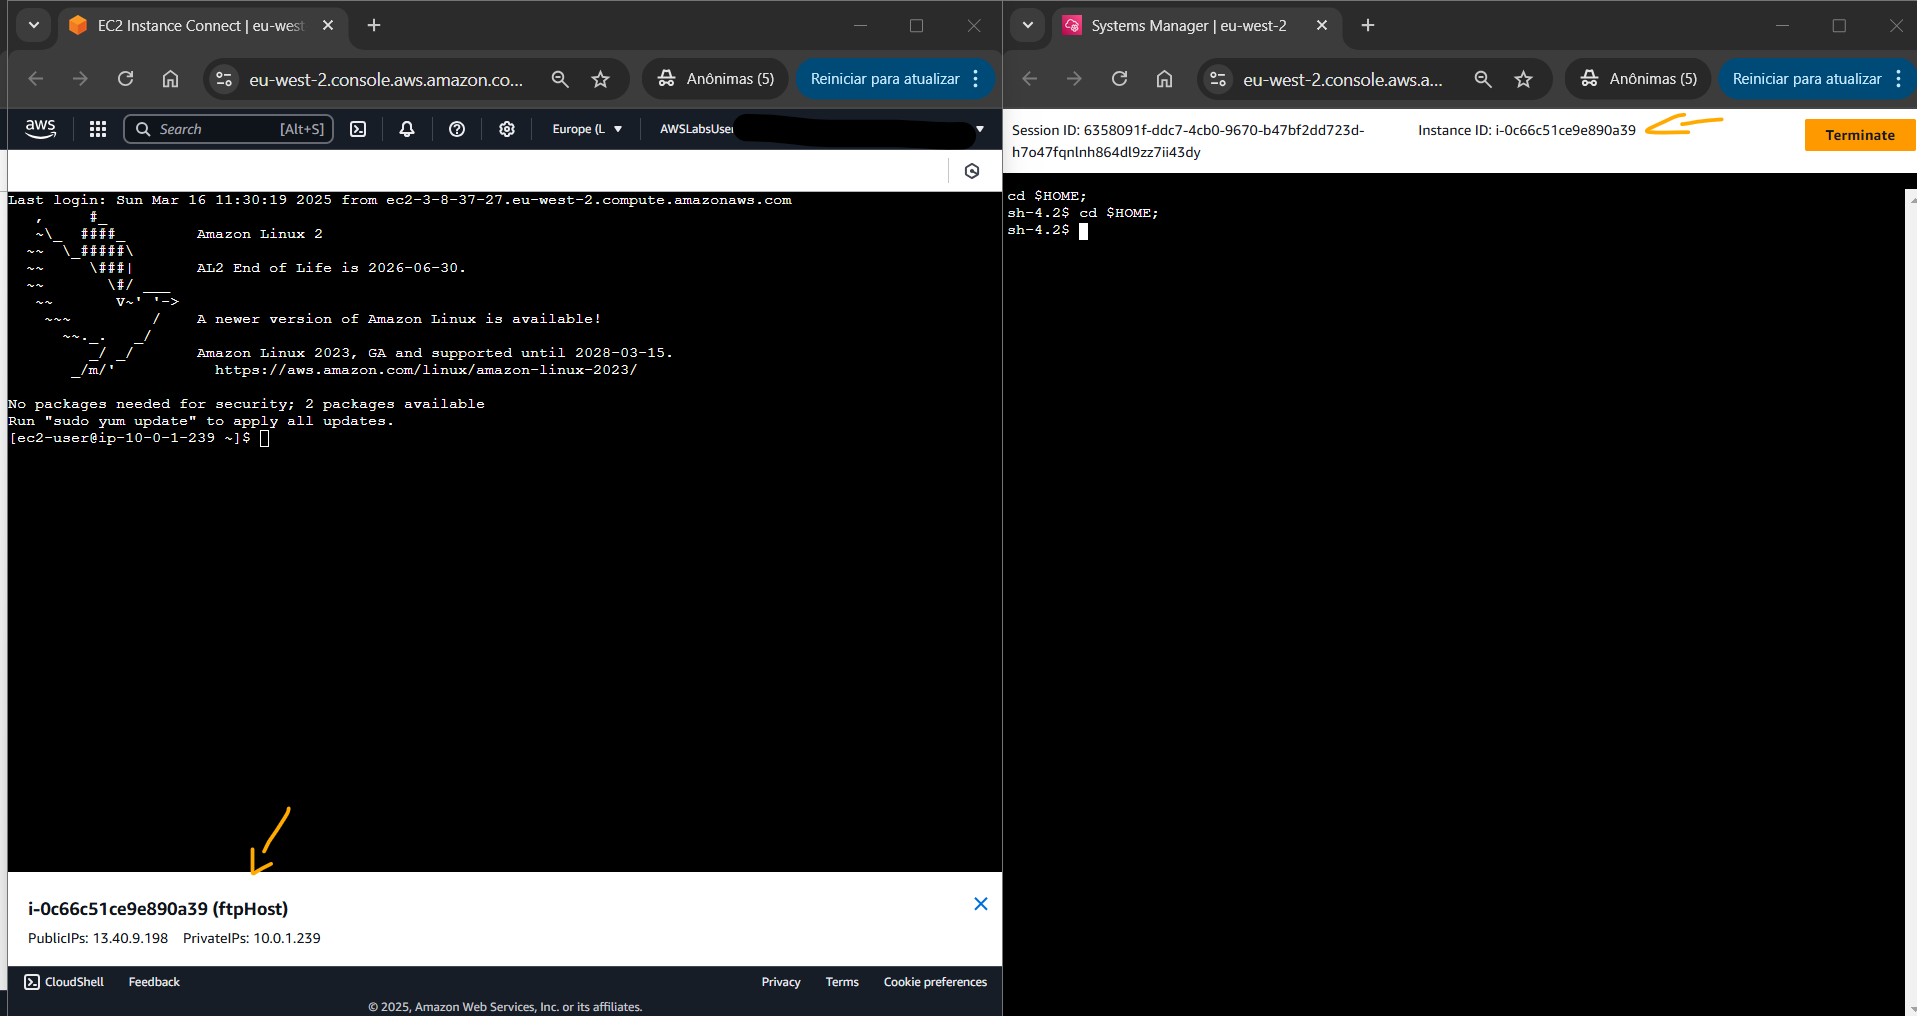 EC2 Instance Connect | eu-west
eu-west-2.console.aws.amazon.co...
Anônimas (5)
Reiniciar para atualizar
aws
Search [Alt+S]
Europe (L
AWSLabsUser
Last login: Sun Mar 16 11:30:19 2025 from ec2-3-8-37-27.eu-west-2.compute.amazonaws.com
   ,     #_
   ~\_  ####_        Amazon Linux 2
  ~~  \_#####\
  ~~     \###|       AL2 End of Life is 2026-06-30.
  ~~       \#/ ___
   ~~       V~' '->
    ~~~         /    A newer version of Amazon Linux is available!
      ~~._.   _/
         _/ _/       Amazon Linux 2023, GA and supported until 2028-03-15.
       _/m/'           https://aws.amazon.com/linux/amazon-linux-2023/
No packages needed for security; 2 packages available
Run "sudo yum update" to apply all updates.
[ec2-user@ip-10-0-1-239 ~]$
i-0c66c51ce9e890a39 (ftpHost)
PublicIPs: 13.40.9.198 PrivateIPs: 10.0.1.239
CloudShell Feedback Privacy Terms Cookie preferences
© 2025, Amazon Web Services, Inc. or its affiliates.
Systems Manager | eu-west-2
eu-west-2.console.aws.a...
Anônimas (5)
Reiniciar para atualizar
Session ID: 6358091f-ddc7-4cb0-9670-b47bf2dd723d-
h7o47fqnlnh864dl9zz7ii43dy
Instance ID: i-0c66c51ce9e890a39
Terminate
cd $HOME;
sh-4.2$ cd $HOME;
sh-4.2$